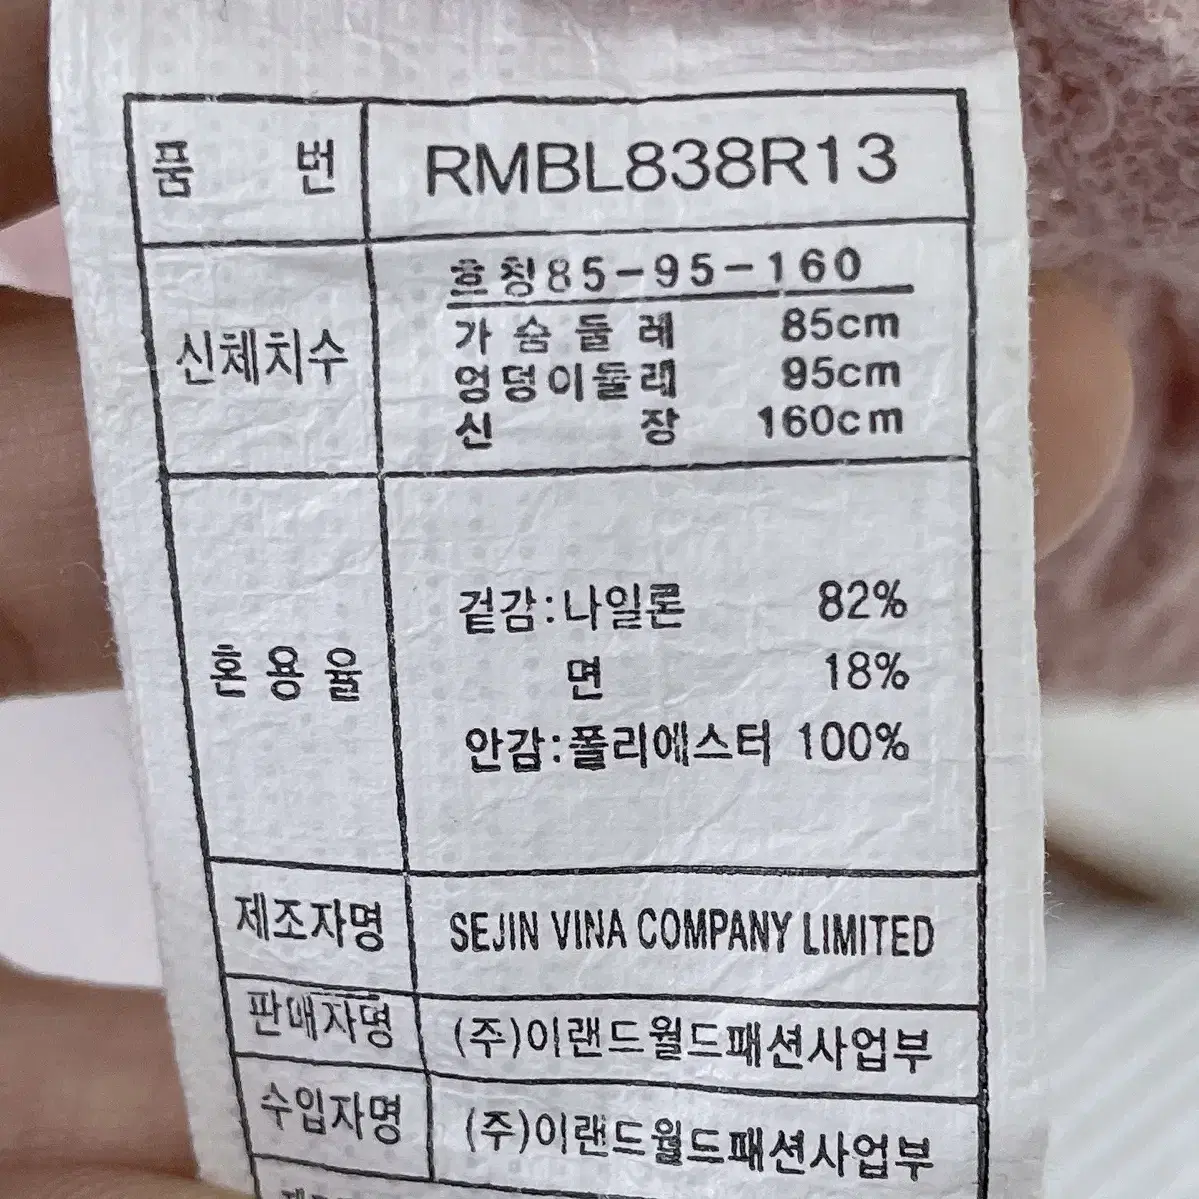 품 번 RMBL838R13
호칭85-95-160
신체치수
가슴둘레 85cm
엉덩이둘레 95cm
신 장 160cm
혼용율
겉감:나일론 82%
면 18%
안감:폴리에스터 100%
제조자명 SEJIN VINA COMPANY LIMITED
판매자명 (주)이랜드월드패션사업부
수입자명 (주)이랜드월드패션사업부